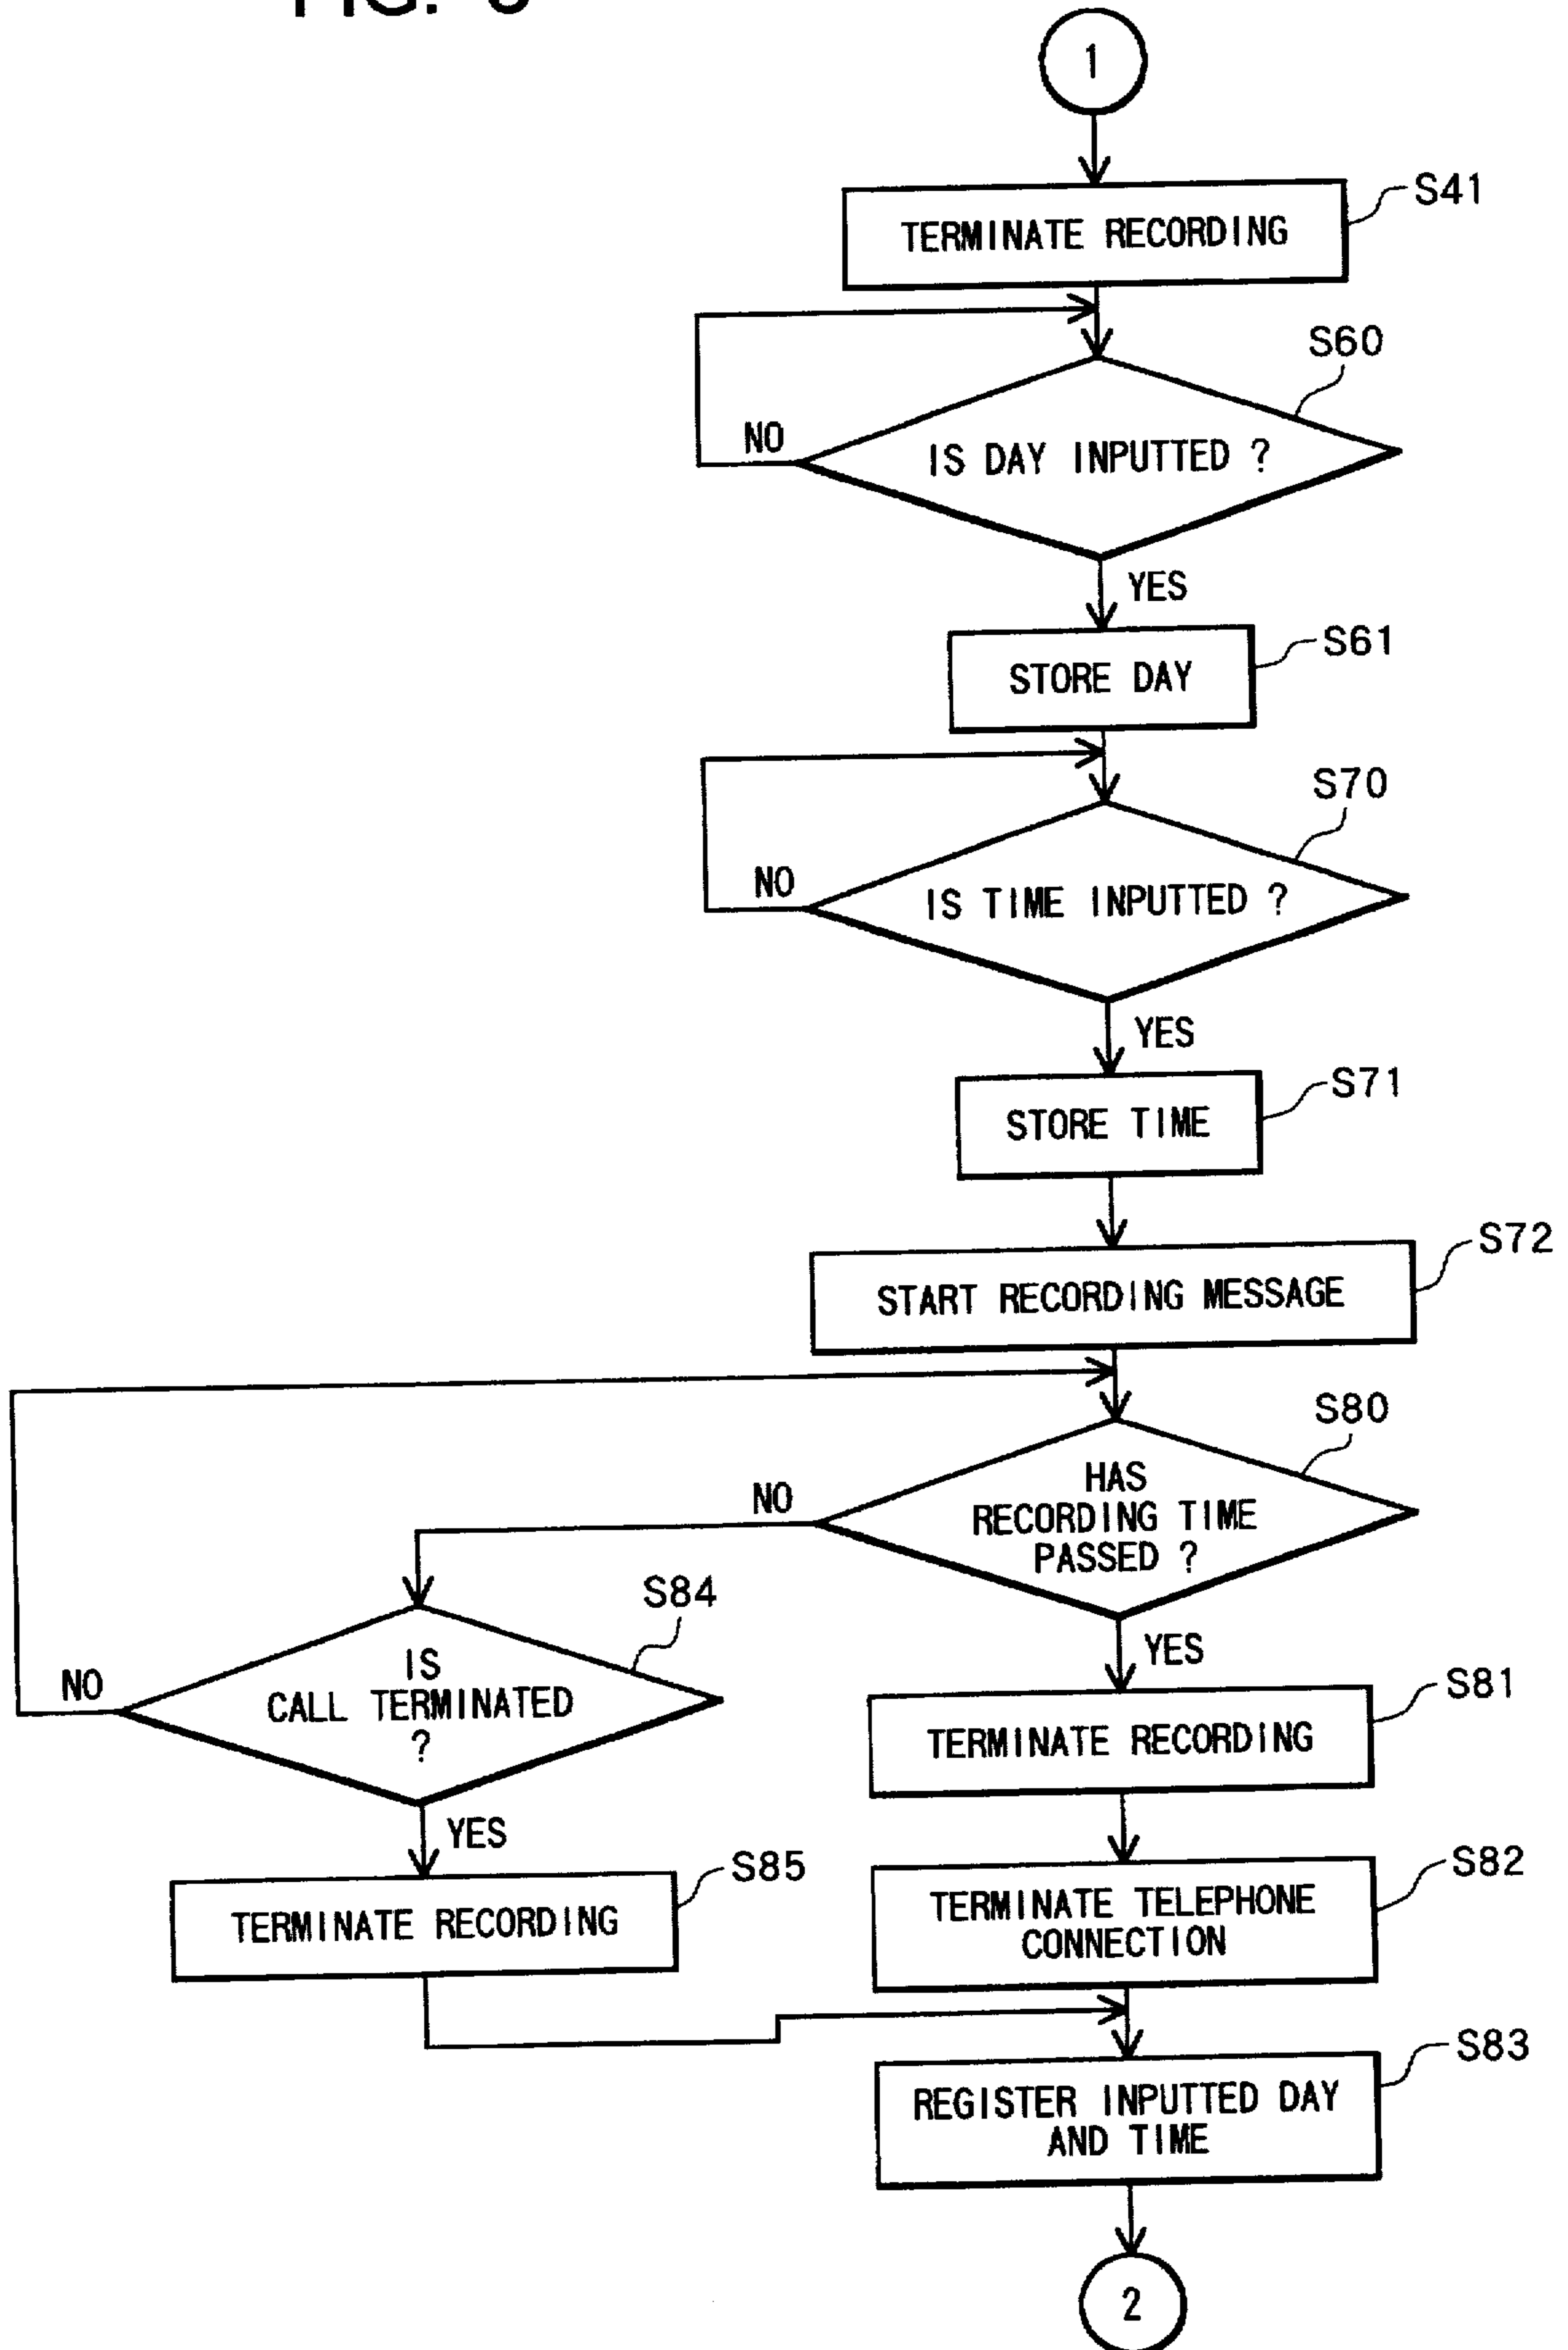 1
TERMINATE RECORDING
S41
S60
NO
IS DAY INPUTTED ?
YES
STORE DAY
S61
S70
NO
IS TIME INPUTTED ?
YES
STORE TIME
S71
START RECORDING MESSAGE
S72
S80
NO
HAS
RECORDING TIME
PASSED ?
S84
NO
IS
CALL TERMINATED
?
YES
YES
TERMINATE RECORDING
S81
TERMINATE RECORDING
S85
TERMINATE TELEPHONE
CONNECTION
S82
REGISTER INPUTTED DAY
AND TIME
S83
2